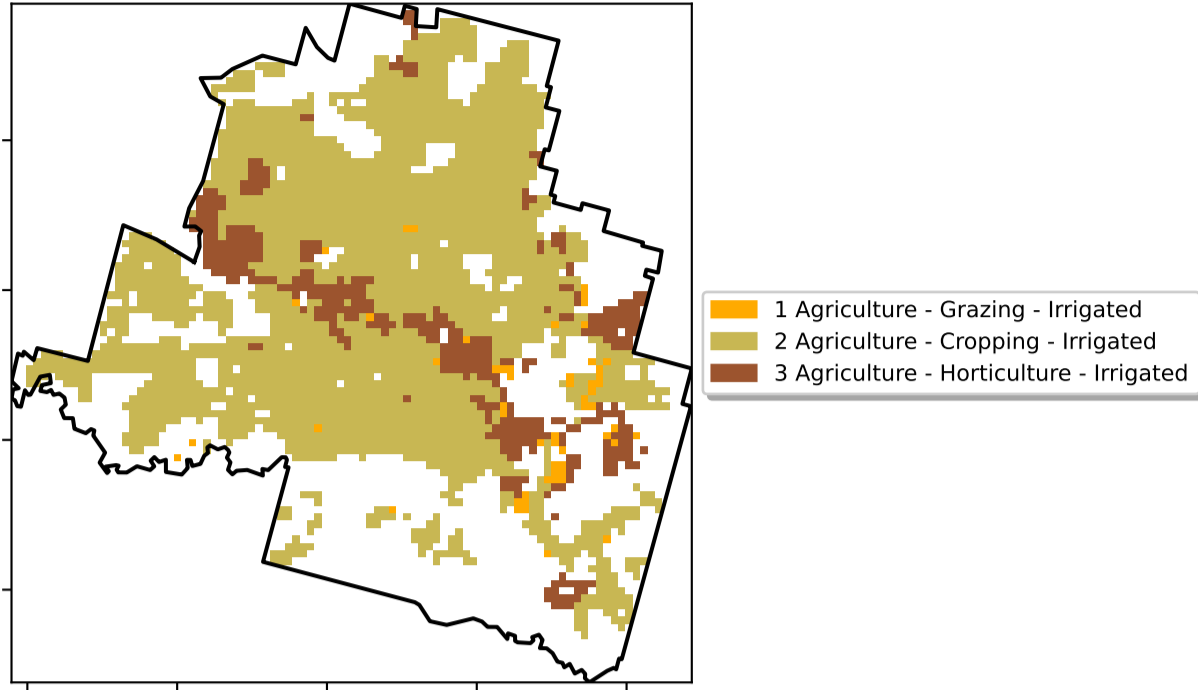 1 Agriculture - Grazing - Irrigated
2 Agriculture - Cropping - Irrigated
3 Agriculture - Horticulture - Irrigated